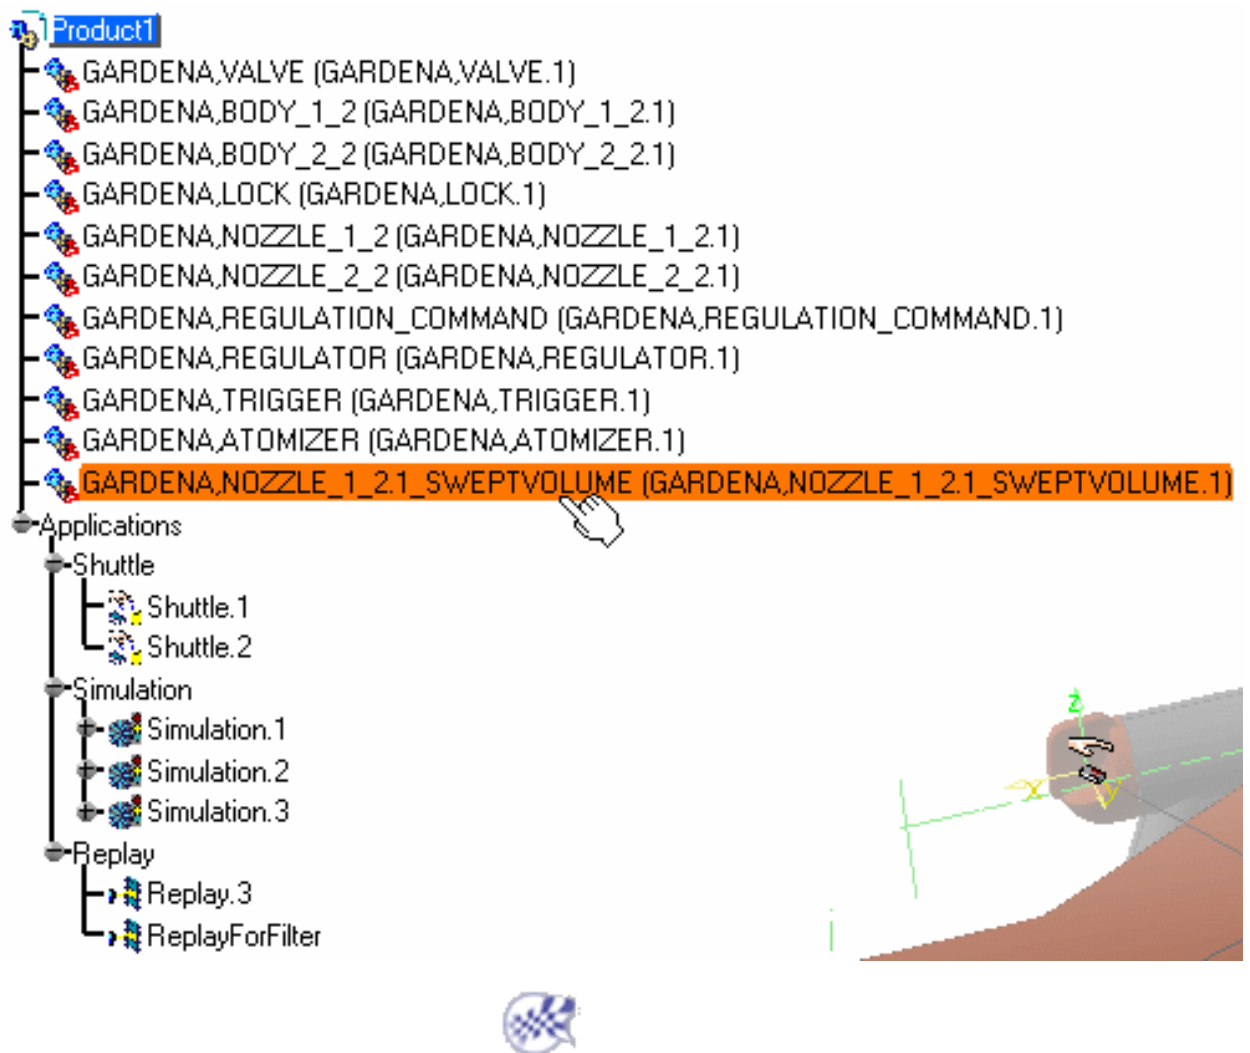 Product1
GARDENA,VALVE (GARDENA,VALVE.1)
GARDENA,BODY_1_2 (GARDENA,BODY_1_2.1)
GARDENA,BODY_2_2 (GARDENA,BODY_2_2.1)
GARDENA,LOCK (GARDENA,LOCK.1)
GARDENA,NOZZLE_1_2 (GARDENA,NOZZLE_1_2.1)
GARDENA,NOZZLE_2_2 (GARDENA,NOZZLE_2_2.1)
GARDENA,REGULATION_COMMAND (GARDENA,REGULATION_COMMAND.1)
GARDENA,REGULATOR (GARDENA,REGULATOR.1)
GARDENA,TRIGGER (GARDENA,TRIGGER.1)
GARDENA,ATOMIZER (GARDENA,ATOMIZER.1)
GARDENA,NOZZLE_1_2.1_SWEPTVOLUME (GARDENA,NOZZLE_1_2.1_SWEPTVOLUME.1)
Applications
Shuttle
Shuttle.1
Shuttle.2
Simulation
Simulation.1
Simulation.2
Simulation.3
Replay
Replay.3
ReplayForFilter
z
x
y